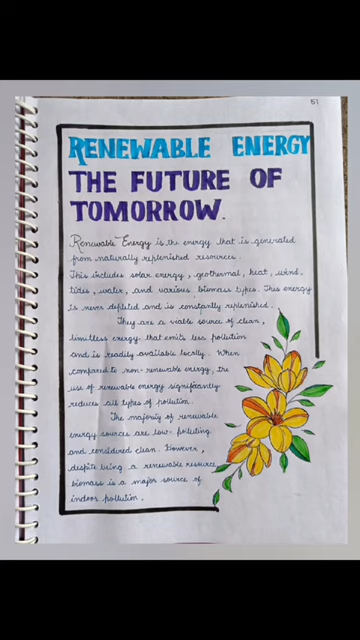 51
RENEWABLE ENERGY
THE FUTURE OF
TOMORROW.
Renewable Energy is the energy that is generated
from naturally replenished resources.
This includes solar energy, geothermal, heat, wind,
tides, water, and various biomass types. This energy
is never depleted and is constantly replenished.
They are a viable source of clean,
limitless energy that emits less pollution
and is readily available locally. When
compared to non-renewable energy, the
use of renewable energy significantly
reduces all types of pollution.
The majority of renewable
energy sources are low-polluting
and considered clean. However,
despite being a renewable resource,
biomass is a major source of
indoor pollution.